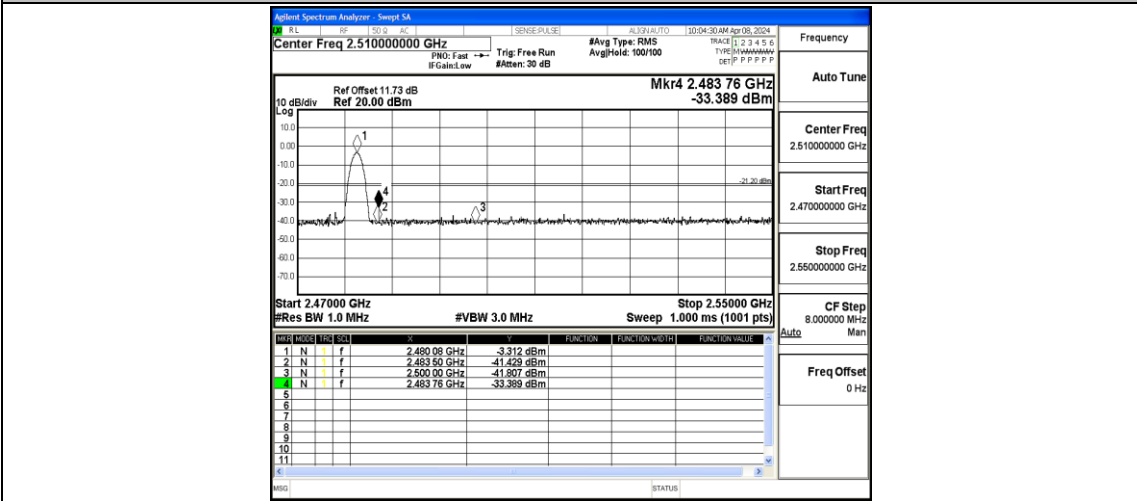 Agilent Spectrum Analyzer - Swept SA
RL RF 50 Ω AC SENSE:PULSE ALIGN AUTO 10:04:30 AM Apr 08, 2024
Center Freq 2.510000000 GHz #Avg Type: RMS TRACE 1 2 3 4 5 6
PNO: Fast Trig: Free Run Avg|Hold: 100/100 TYPE M
IFGain:Low #Atten: 30 dB DET P P P P P P
Mkr4 2.483 76 GHz
Ref Offset 11.73 dB
10 dB/div Ref 20.00 dBm -33.389 dBm
Log
10.0
0.00
-10.0
-20.0
-30.0
-40.0
-50.0
-60.0
-70.0
1
4
2
3
-21.20 dBm
Start 2.47000 GHz Stop 2.55000 GHz
#Res BW 1.0 MHz #VBW 3.0 MHz Sweep 1.000 ms (1001 pts)
MKR MODE TRC SCL X Y FUNCTION FUNCTION WIDTH FUNCTION VALUE
1 N 1 f 2.480 08 GHz -3.312 dBm
2 N 1 f 2.483 50 GHz -41.429 dBm
3 N 1 f 2.500 00 GHz -41.807 dBm
4 N 1 f 2.483 76 GHz -33.389 dBm
5
6
7
8
9
10
11
MSG STATUS
Frequency
Auto Tune
Center Freq
2.510000000 GHz
Start Freq
2.470000000 GHz
Stop Freq
2.550000000 GHz
CF Step
8.000000 MHz
Auto Man
Freq Offset
0 Hz